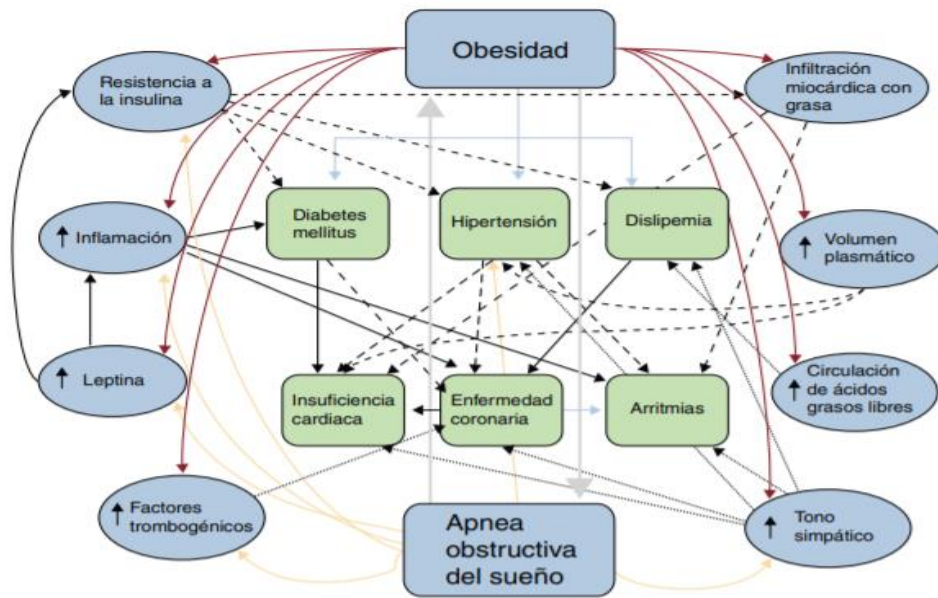 Obesidad
Resistencia a
la insulina
Infiltración
miocárdica con
grasa
Diabetes
mellitus
Hipertensión
Dislipemia
↑ Inflamación
↑ Volumen
plasmático
↑ Leptina
Insuficiencia
cardiaca
Enfermedad
coronaria
Arritmias
↑ Circulación
de ácidos
grasos libres
↑ Factores
trombogénicos
Apnea
obstructiva
del sueño
↑ Tono
simpático